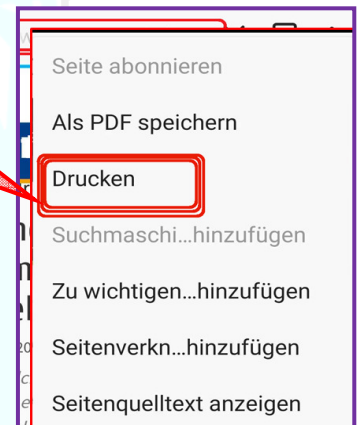 Seite abonnieren
Als PDF speichern
Drucken
Suchmaschi...hinzufügen
Zu wichtigen...hinzufügen
Seitenverkn...hinzufügen
Seitenquelltext anzeigen